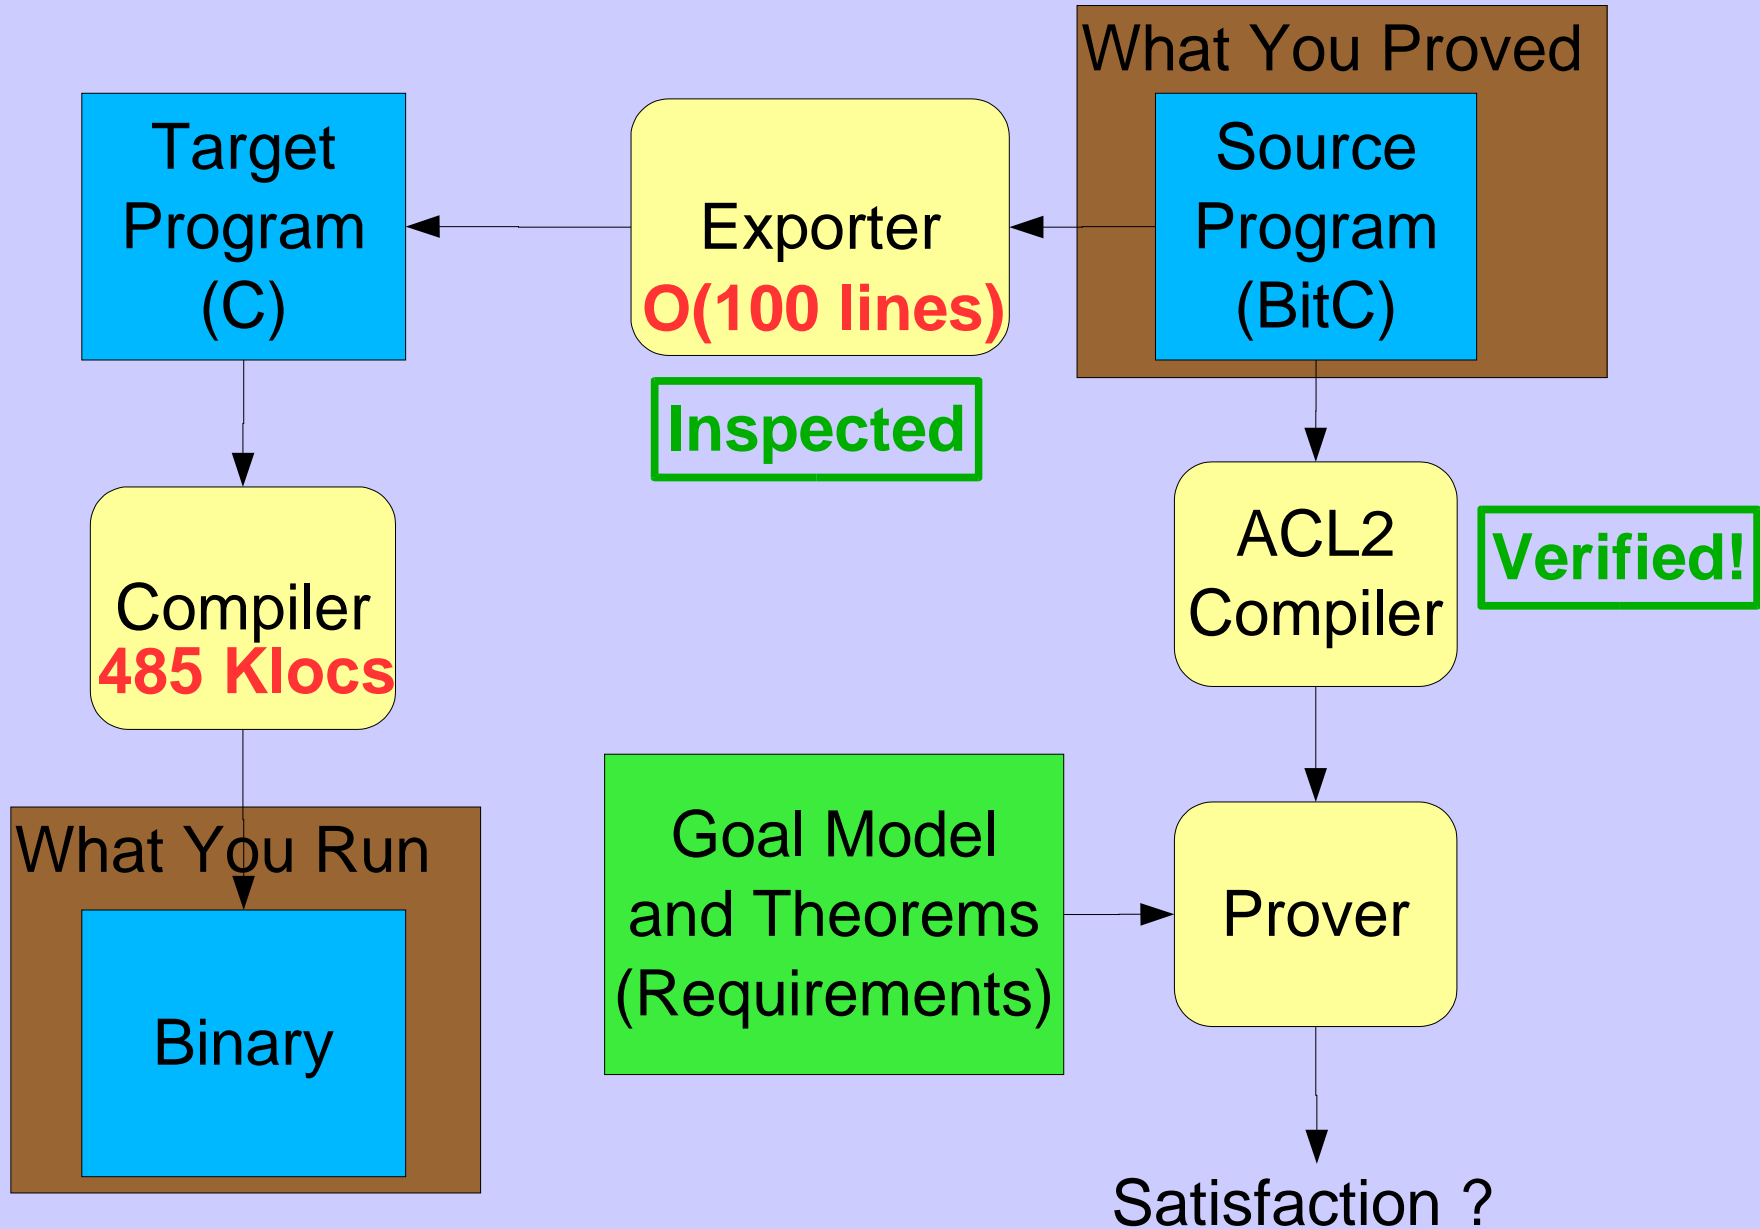 What You Proved
Target
Program
(C)
Exporter
O(100 lines)
Source
Program
(BitC)
Inspected
Compiler
485 Klocs
ACL2
Compiler
Verified!
What You Run
Binary
Goal Model
and Theorems
(Requirements)
Prover
Satisfaction ?